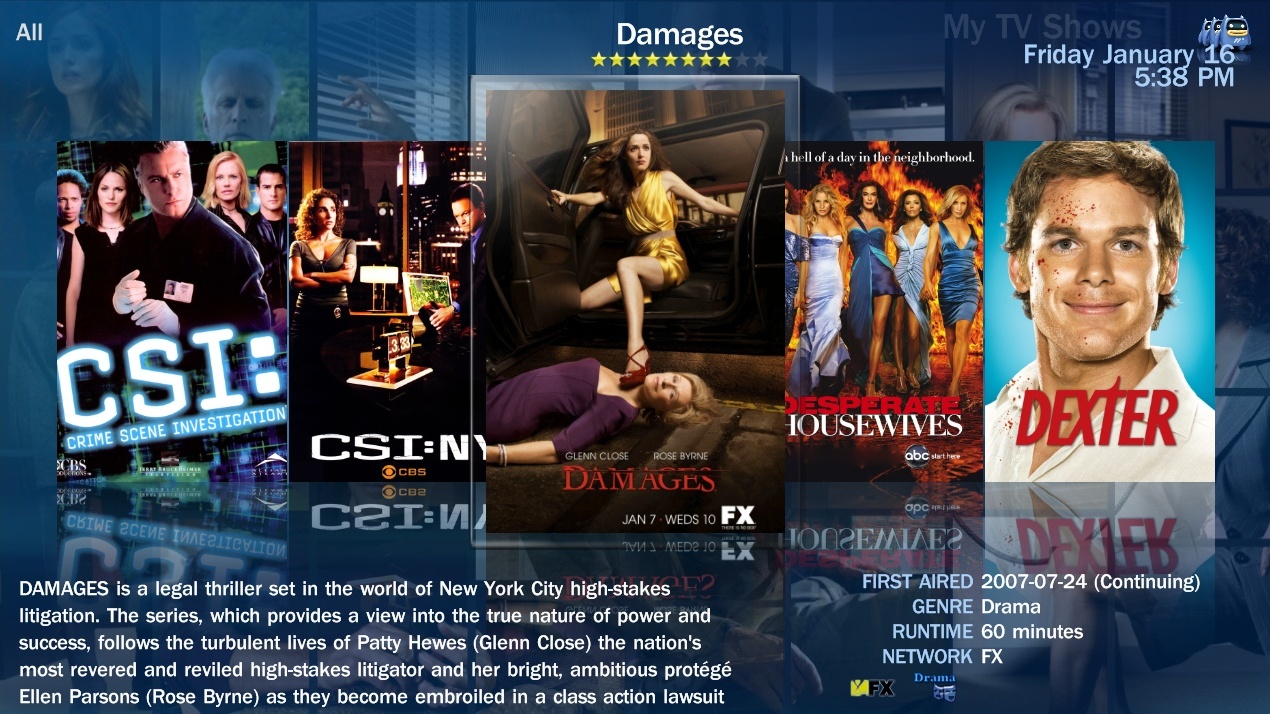 All
Damages
My TV Shows
Friday January 16
5:38 PM
CSI:
CRIME SCENE INVESTIGATION
CBS
JERRY BRUCKHEIMER
TELEVISION
3:33
CSI:NY
CBS
GLENN CLOSE ROSE BYRNE
DAMAGES
JAN 7 · WEDS 10 FX
hell of a day in the neighborhood.
DESPERATE
HOUSEWIVES
abc start here
DEXTER
DAMAGES is a legal thriller set in the world of New York City high-stakes
litigation. The series, which provides a view into the true nature of power and
success, follows the turbulent lives of Patty Hewes (Glenn Close) the nation's
most revered and reviled high-stakes litigator and her bright, ambitious protégé
Ellen Parsons (Rose Byrne) as they become embroiled in a class action lawsuit
FIRST AIRED 2007-07-24 (Continuing)
GENRE Drama
RUNTIME 60 minutes
NETWORK FX
FX
Drama